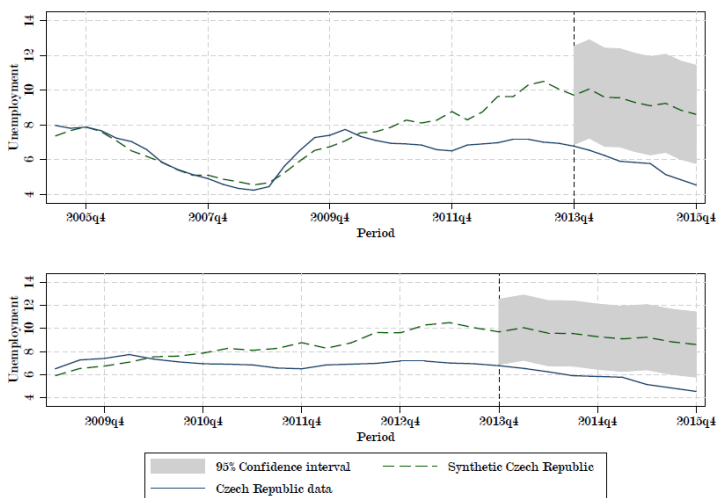 14
12
10
8
6
4
Unemployment
2005q4 2007q4 2009q4 2011q4 2013q4 2015q4
Period
14
12
10
8
6
4
Unemployment
2009q4 2010q4 2011q4 2012q4 2013q4 2014q4 2015q4
Period
95% Confidence interval Synthetic Czech Republic
Czech Republic data